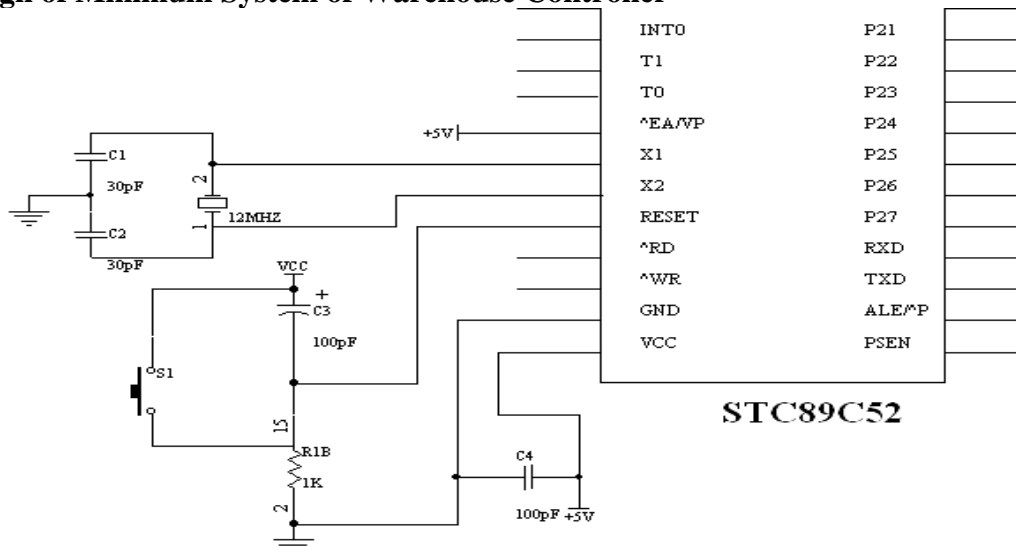 of Minimum System of Warehouse Controller
INT0 P21
T1 P22
T0 P23
+5V ^EA/VP P24
C1 X1 P25
30pF 2 X2 P26
12MHZ 1 RESET P27
C2 ^RD RXD
30pF VCC ^WR TXD
+ C3 GND ALE/^P
100pF VCC PSEN
S1
STC89C52
15
R1B C4
1K
2 100pF +5V